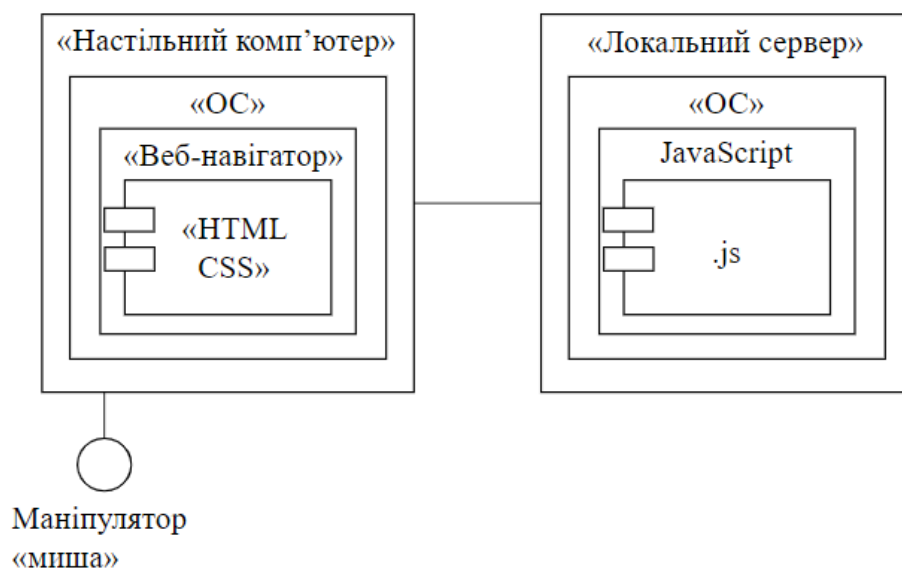 «Настільний комп’ютер»
«ОС»
«Веб-навігатор»
«HTML
CSS»
«Локальний сервер»
«ОС»
JavaScript
.js
Маніпулятор
«миша»